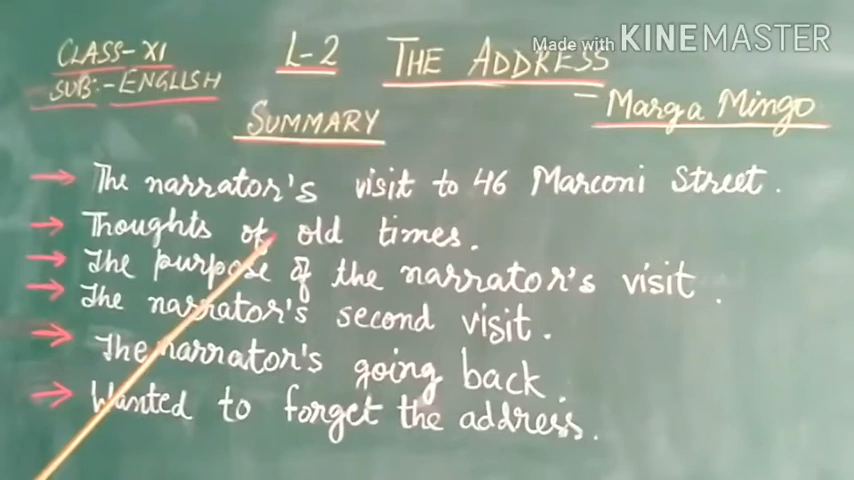 CLASS-XI
SUB:-ENGLISH
L-2 THE ADDRESS
Made with KINEMASTER
- Marga Mingo
SUMMARY
→ The narrator's visit to 46 Marconi Street.
→ Thoughts of old times.
→ The purpose of the narrator's visit.
→ The narrator's second visit.
→ The narrator's going back.
→ Wanted to forget the address.